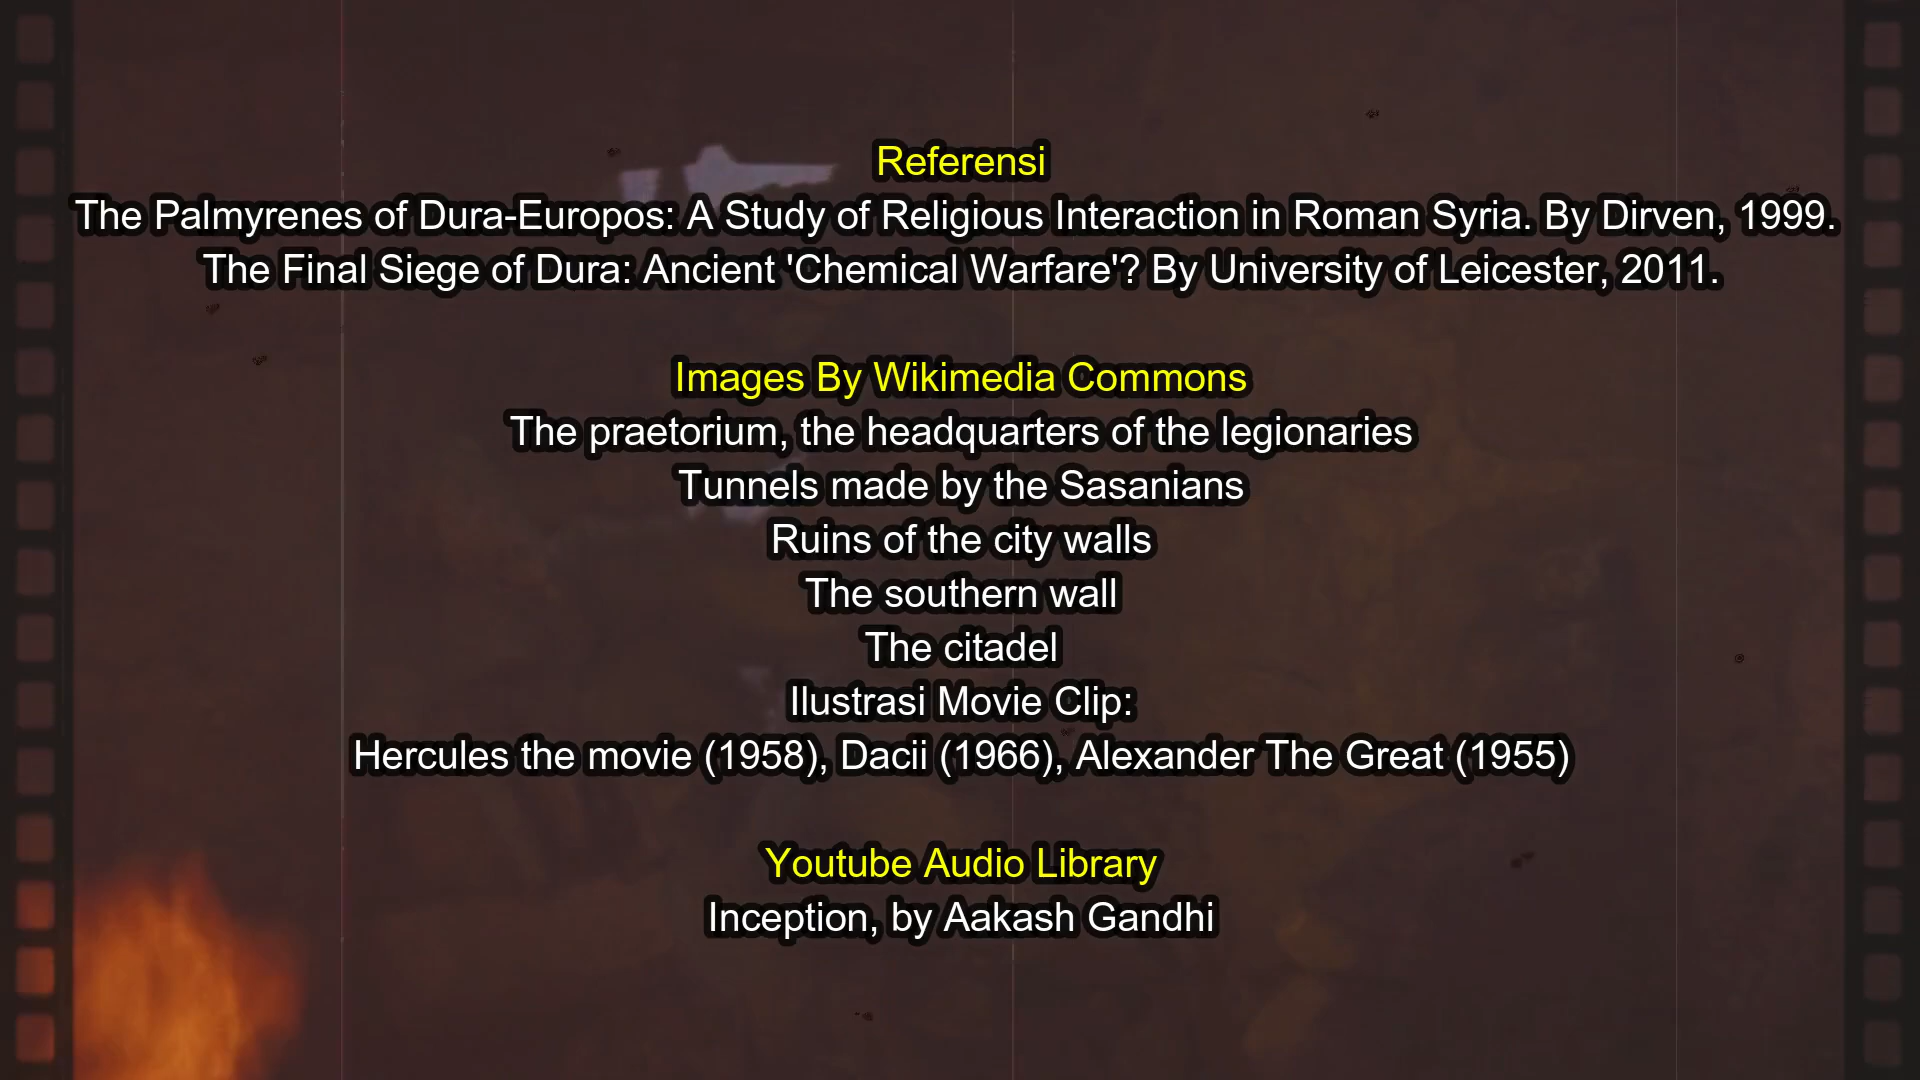 Referensi
The Palmyrenes of Dura-Europos: A Study of Religious Interaction in Roman Syria. By Dirven, 1999.
The Final Siege of Dura: Ancient 'Chemical Warfare'? By University of Leicester, 2011.
Images By Wikimedia Commons
The praetorium, the headquarters of the legionaries
Tunnels made by the Sasanians
Ruins of the city walls
The southern wall
The citadel
Ilustrasi Movie Clip:
Hercules the movie (1958), Dacii (1966), Alexander The Great (1955)
Youtube Audio Library
Inception, by Aakash Gandhi